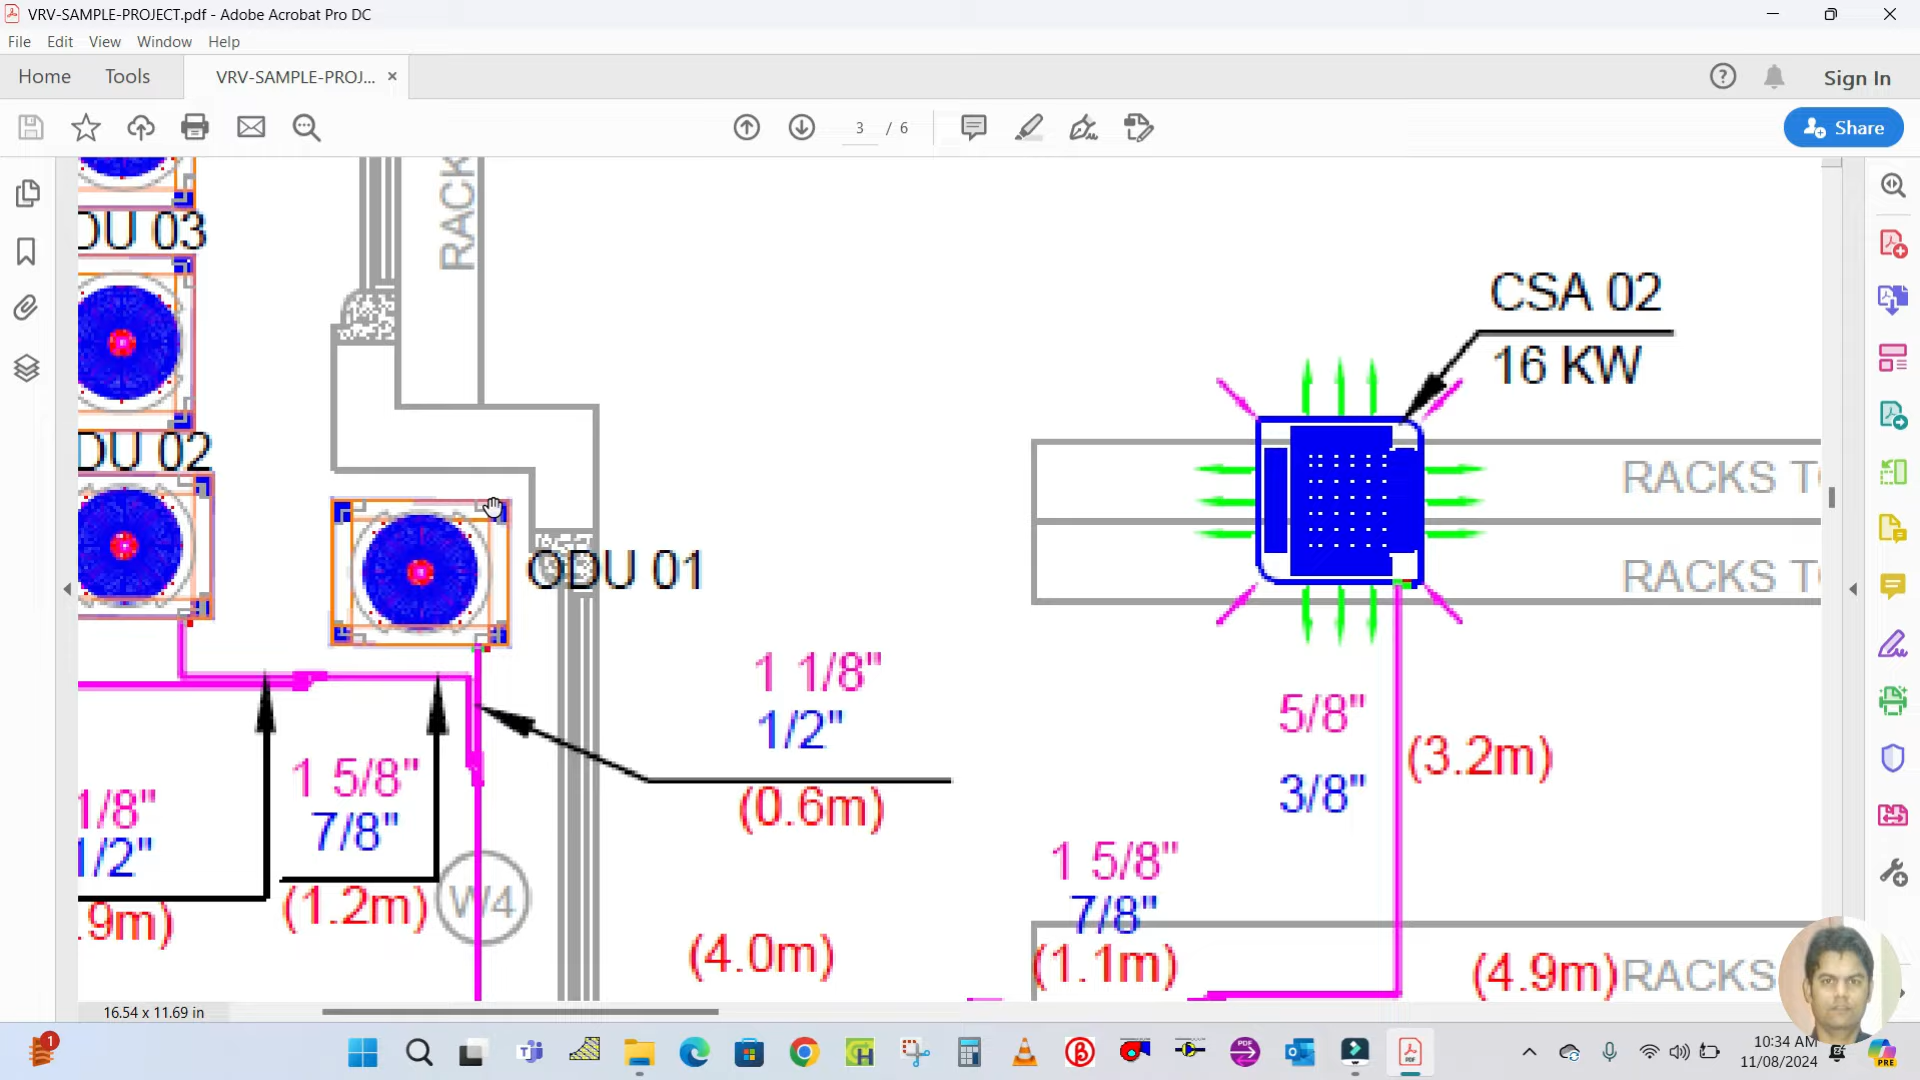 VRV-SAMPLE-PROJECT.pdf - Adobe Acrobat Pro DC
File Edit View Window Help
Home Tools VRV-SAMPLE-PROJ... × Sign In
3 / 6 Share
RACK
DU 03
CSA 02
16 KW
DU 02
RACKS T
ODU 01
RACKS T
1 1/8"
1/2"
(0.6m)
5/8"
(3.2m)
3/8"
1 5/8"
7/8"
(1.2m)
1/8"
1/2"
.9m)
W4
1 5/8"
7/8"
(1.1m)
(4.0m)
(4.9m) RACKS
16.54 x 11.69 in
1
10:34 AM
11/08/2024
PDF
PRE